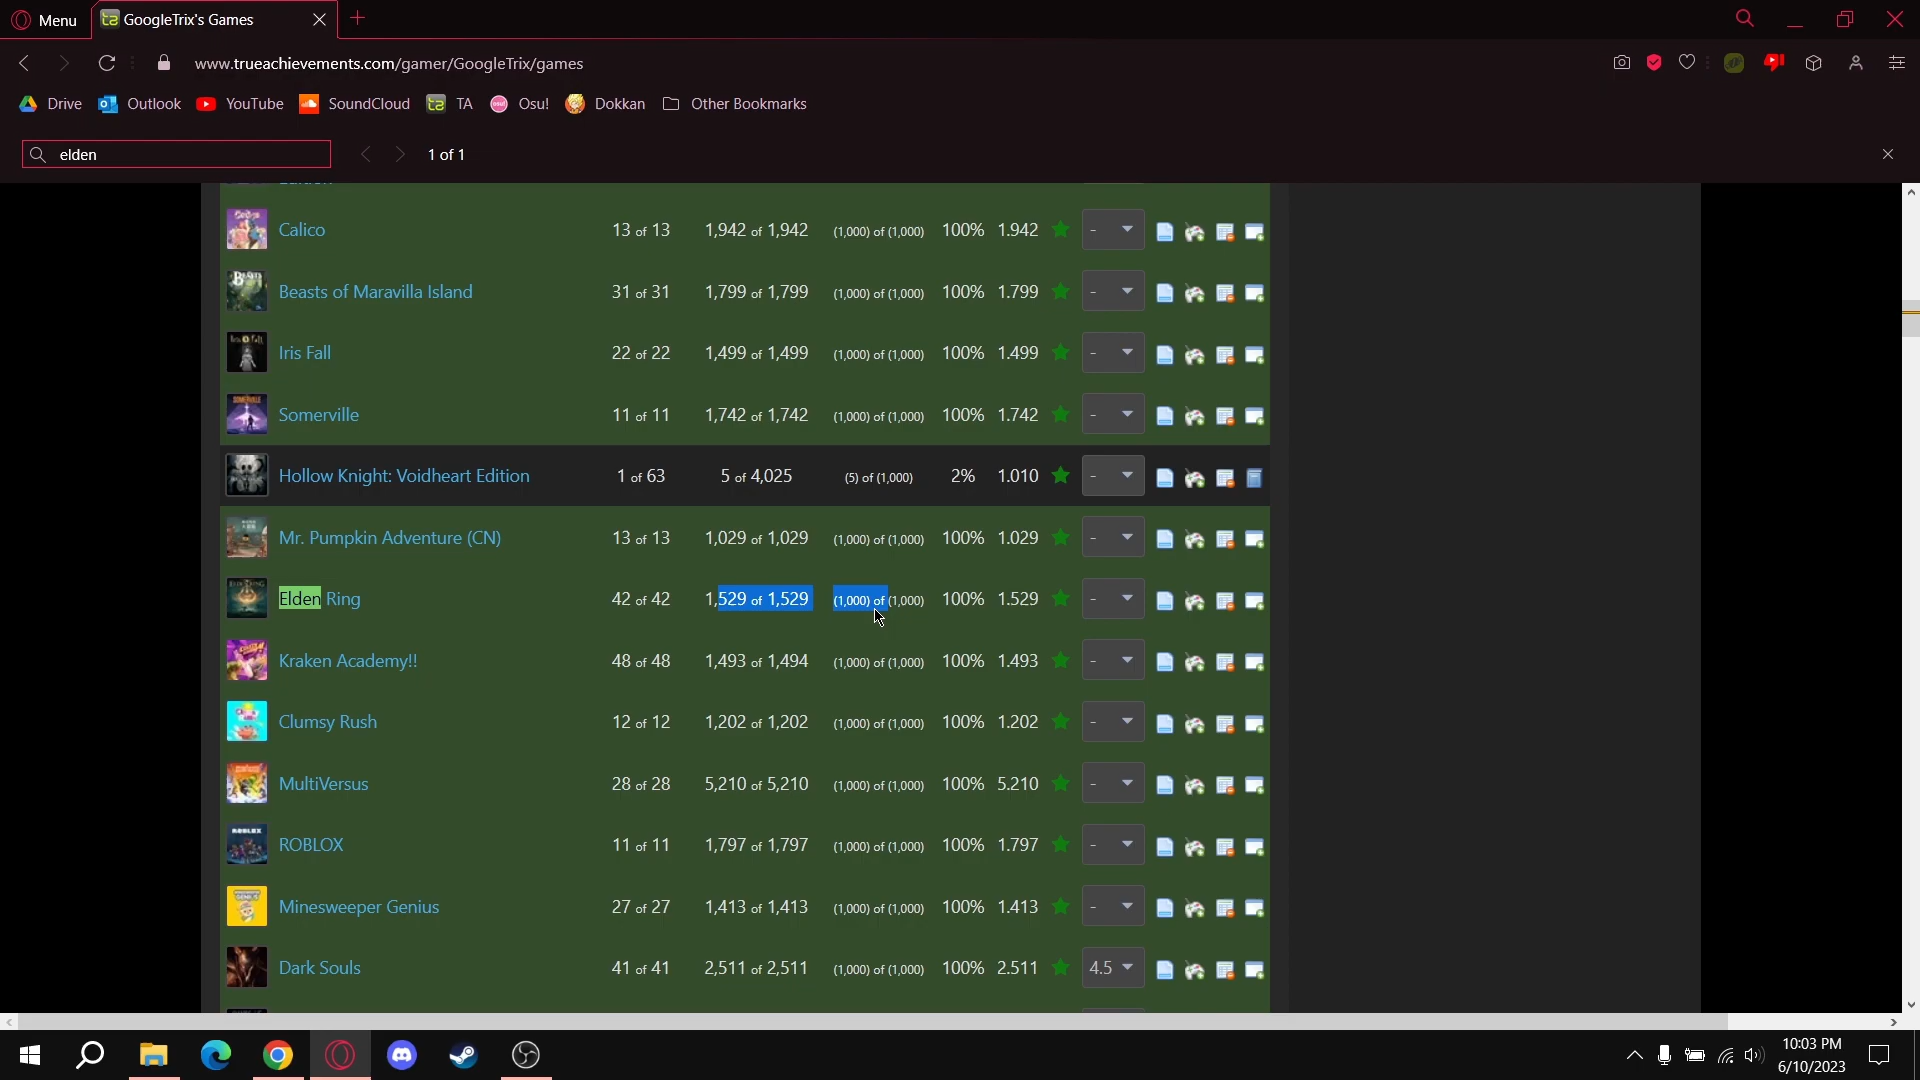 Menu
GoogleTrix's Games
www.trueachievements.com/gamer/GoogleTrix/games
Drive Outlook YouTube SoundCloud TA Osu! Dokkan Other Bookmarks
elden 1 of 1
Calico 13 of 13 1,942 of 1,942 (1,000) of (1,000) 100% 1.942 -
Beasts of Maravilla Island 31 of 31 1,799 of 1,799 (1,000) of (1,000) 100% 1.799 -
Iris Fall 22 of 22 1,499 of 1,499 (1,000) of (1,000) 100% 1.499 -
Somerville 11 of 11 1,742 of 1,742 (1,000) of (1,000) 100% 1.742 -
Hollow Knight: Voidheart Edition 1 of 63 5 of 4,025 (5) of (1,000) 2% 1.010 -
Mr. Pumpkin Adventure (CN) 13 of 13 1,029 of 1,029 (1,000) of (1,000) 100% 1.029 -
Elden Ring 42 of 42 1,529 of 1,529 (1,000) of (1,000) 100% 1.529 -
Kraken Academy!! 48 of 48 1,493 of 1,494 (1,000) of (1,000) 100% 1.493 -
Clumsy Rush 12 of 12 1,202 of 1,202 (1,000) of (1,000) 100% 1.202 -
MultiVersus 28 of 28 5,210 of 5,210 (1,000) of (1,000) 100% 5.210 -
ROBLOX 11 of 11 1,797 of 1,797 (1,000) of (1,000) 100% 1.797 -
Minesweeper Genius 27 of 27 1,413 of 1,413 (1,000) of (1,000) 100% 1.413 -
Dark Souls 41 of 41 2,511 of 2,511 (1,000) of (1,000) 100% 2.511 4.5
10:03 PM
6/10/2023